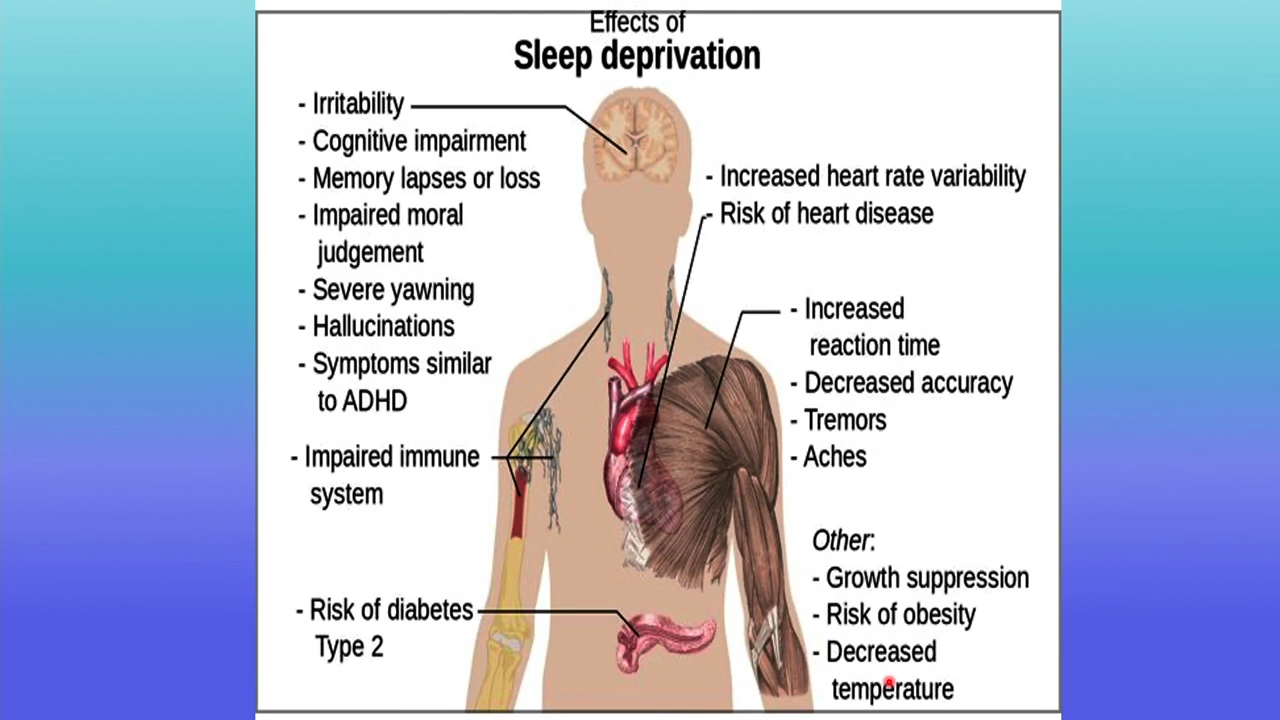 Effects of
Sleep deprivation
- Irritability
- Cognitive impairment
- Memory lapses or loss
- Impaired moral
judgement
- Severe yawning
- Hallucinations
- Symptoms similar
to ADHD
- Impaired immune
system
- Risk of diabetes
Type 2
- Increased heart rate variability
- Risk of heart disease
- Increased
reaction time
- Decreased accuracy
- Tremors
- Aches
Other:
- Growth suppression
- Risk of obesity
- Decreased
temperature